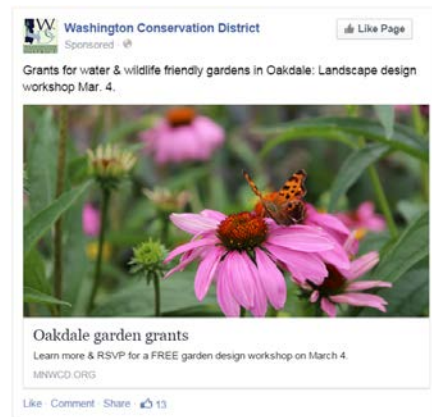 Washington Conservation District
Like Page
Sponsored
Grants for water & wildlife friendly gardens in Oakdale: Landscape design
workshop Mar. 4.
Oakdale garden grants
Learn more & RSVP for a FREE garden design workshop on March 4.
MNWCD.ORG
Like · Comment · Share · 13